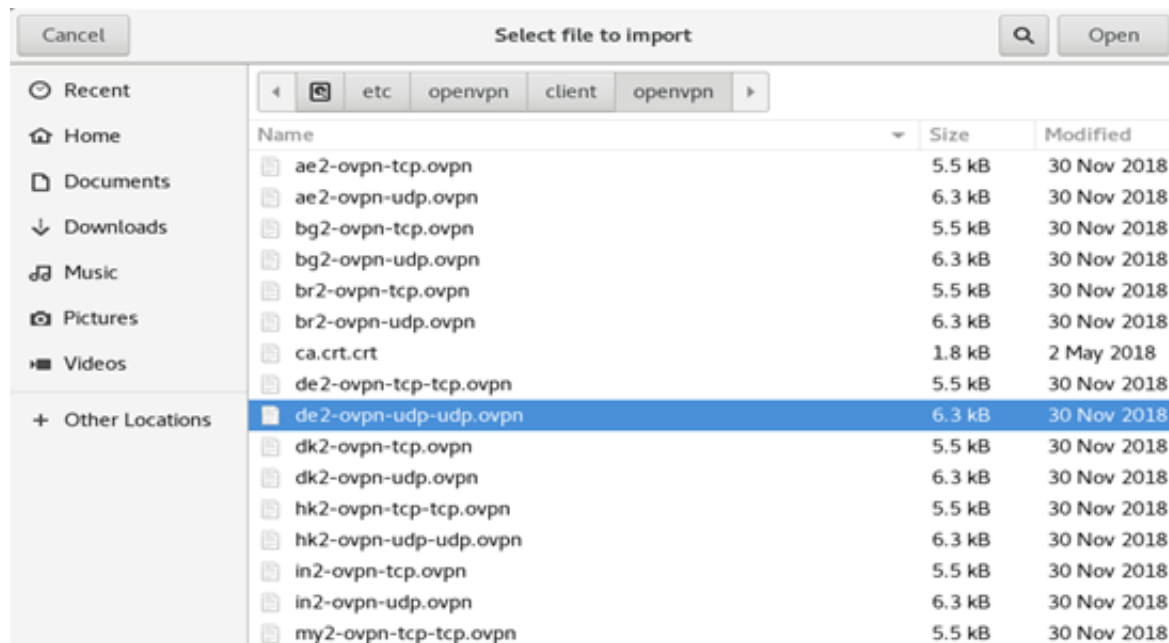 Cancel Select file to import Open
Recent
Home
Documents
Downloads
Music
Pictures
Videos
Other Locations
etc openvpn client openvpn
Name Size Modified
ae2-ovpn-tcp.ovpn 5.5 kB 30 Nov 2018
ae2-ovpn-udp.ovpn 6.3 kB 30 Nov 2018
bg2-ovpn-tcp.ovpn 5.5 kB 30 Nov 2018
bg2-ovpn-udp.ovpn 6.3 kB 30 Nov 2018
br2-ovpn-tcp.ovpn 5.5 kB 30 Nov 2018
br2-ovpn-udp.ovpn 6.3 kB 30 Nov 2018
ca.crt.crt 1.8 kB 2 May 2018
de2-ovpn-tcp-tcp.ovpn 5.5 kB 30 Nov 2018
de2-ovpn-udp-udp.ovpn 6.3 kB 30 Nov 2018
dk2-ovpn-tcp.ovpn 5.5 kB 30 Nov 2018
dk2-ovpn-udp.ovpn 6.3 kB 30 Nov 2018
hk2-ovpn-tcp-tcp.ovpn 5.5 kB 30 Nov 2018
hk2-ovpn-udp-udp.ovpn 6.3 kB 30 Nov 2018
in2-ovpn-tcp.ovpn 5.5 kB 30 Nov 2018
in2-ovpn-udp.ovpn 6.3 kB 30 Nov 2018
my2-ovpn-tcp-tcp.ovpn 5.5 kB 30 Nov 2018